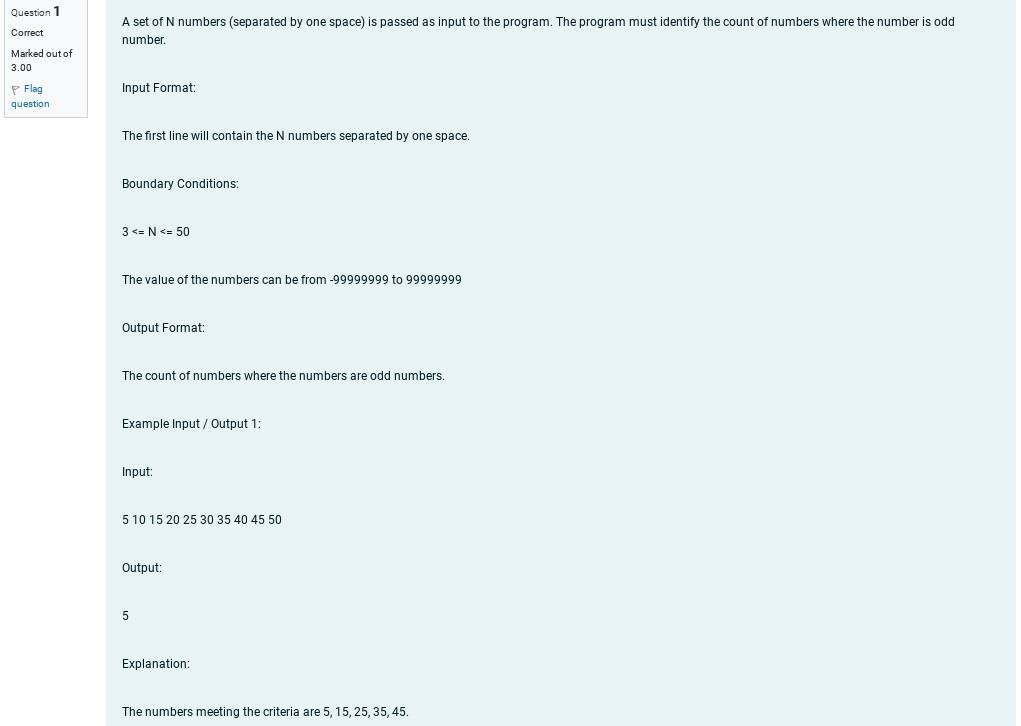 Question 1
Correct
Marked out of
3.00
Flag
question
A set of N numbers (separated by one space) is passed as input to the program. The program must identify the count of numbers where the number is odd
number.
Input Format:
The first line will contain the N numbers separated by one space.
Boundary Conditions:
3 <= N <= 50
The value of the numbers can be from -99999999 to 99999999
Output Format:
The count of numbers where the numbers are odd numbers.
Example Input / Output 1:
Input:
5 10 15 20 25 30 35 40 45 50
Output:
5
Explanation:
The numbers meeting the criteria are 5, 15, 25, 35, 45.